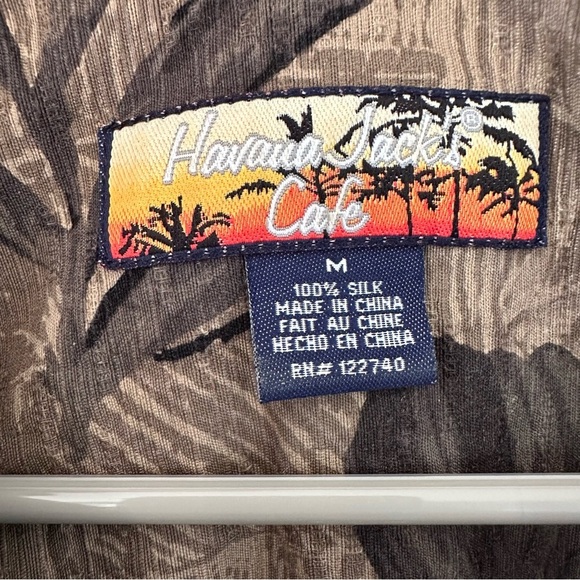 Havana Jack's®
Cafe
M
100% SILK
MADE IN CHINA
FAIT AU CHINE
HECHO EN CHINA
RN# 122740